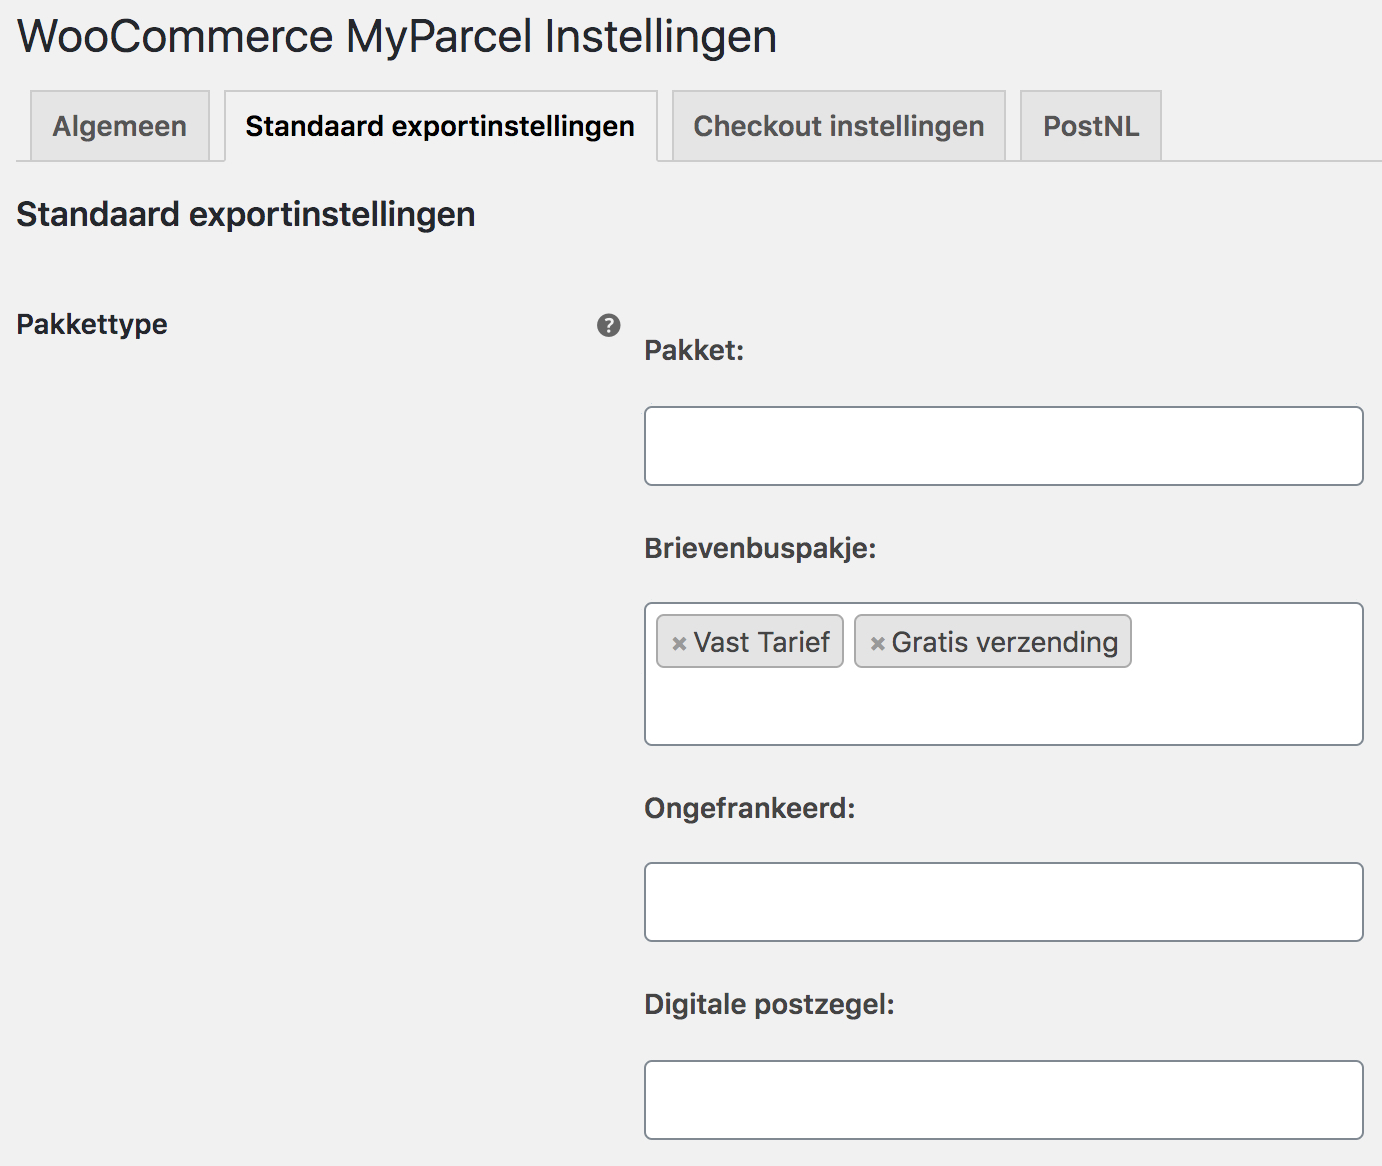 WooCommerce MyParcel Instellingen
Algemeen
Standaard exportinstellingen
Checkout instellingen
PostNL
Standaard exportinstellingen
Pakkettype
?
Pakket:
Brievenbuspakje:
× Vast Tarief × Gratis verzending
Ongefrankeerd:
Digitale postzegel: